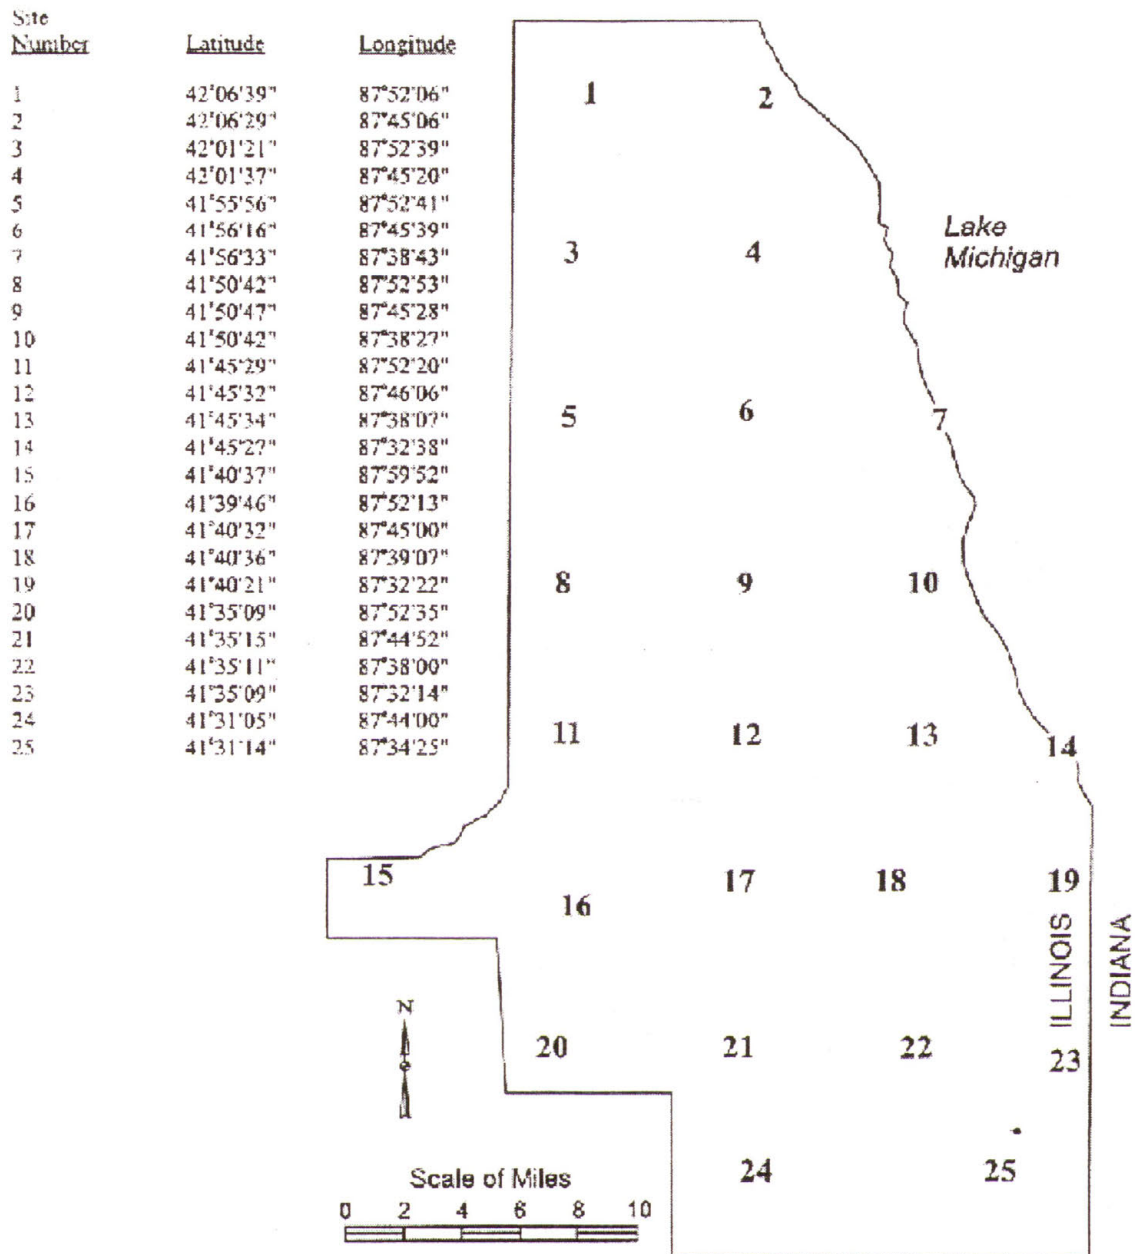 Site
Number Latitude Longitude
1 42°06'39" 87°52'06"
2 42°06'29" 87°45'06"
3 42°01'21" 87°52'39"
4 42°01'37" 87°45'20"
5 41°55'56" 87°52'41"
6 41°56'16" 87°45'39"
7 41°56'33" 87°38'43"
8 41°50'42" 87°52'53"
9 41°50'47" 87°45'28"
10 41°50'42" 87°38'27"
11 41°45'29" 87°52'20"
12 41°45'32" 87°46'06"
13 41°45'34" 87°38'07"
14 41°45'27" 87°32'38"
15 41°40'37" 87°59'52"
16 41°39'46" 87°52'13"
17 41°40'32" 87°45'00"
18 41°40'36" 87°39'07"
19 41°40'21" 87°32'22"
20 41°35'09" 87°52'35"
21 41°35'15" 87°44'52"
22 41°35'11" 87°38'00"
23 41°35'09" 87°32'14"
24 41°31'05" 87°44'00"
25 41°31'14" 87°34'25"
1 2
Lake
Michigan
3 4
5 6 7
8 9 10
11 12 13 14
15 16 17 18 19
ILLINOIS
INDIANA
N
20 21 22 23
24 25
Scale of Miles
0 2 4 6 8 10